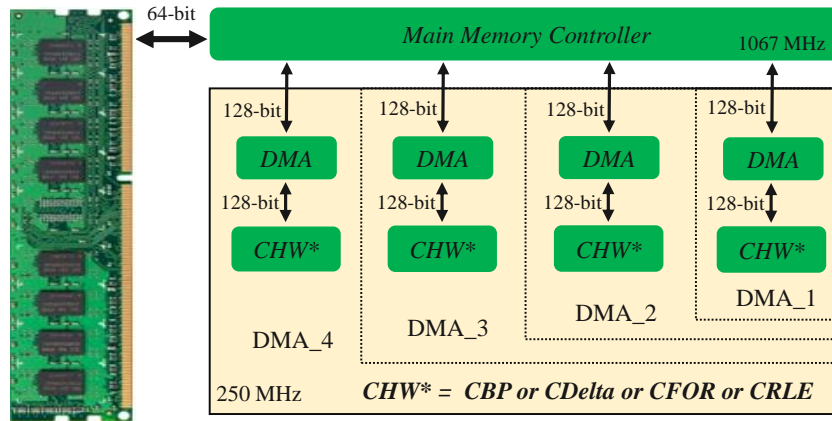 64-bit
Main Memory Controller
1067 MHz
128-bit 128-bit 128-bit 128-bit
DMA DMA DMA DMA
128-bit 128-bit 128-bit 128-bit
CHW* CHW* CHW* CHW*
DMA_4 DMA_3 DMA_2 DMA_1
250 MHz
CHW* = CBP or CDelta or CFOR or CRLE